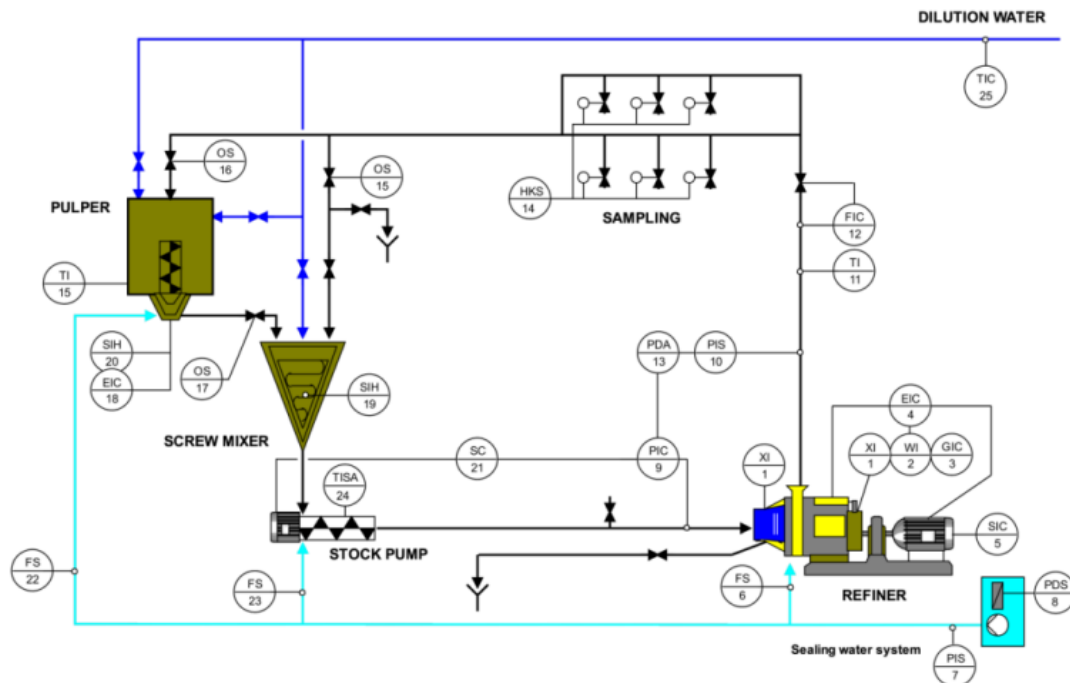 DILUTION WATER
TIC
25
OS
16
OS
15
HKS
14
SAMPLING
PULPER
FIC
12
TI
11
TI
15
SIH
20
EIC
18
OS
17
PDA
13
PIS
10
SIH
19
EIC
4
SCREW MIXER
SC
21
PIC
9
XI
1
XI
1
WI
2
GIC
3
TISA
24
STOCK PUMP
SIC
5
FS
22
FS
23
FS
6
REFINER
PDS
8
Sealing water system
PIS
7